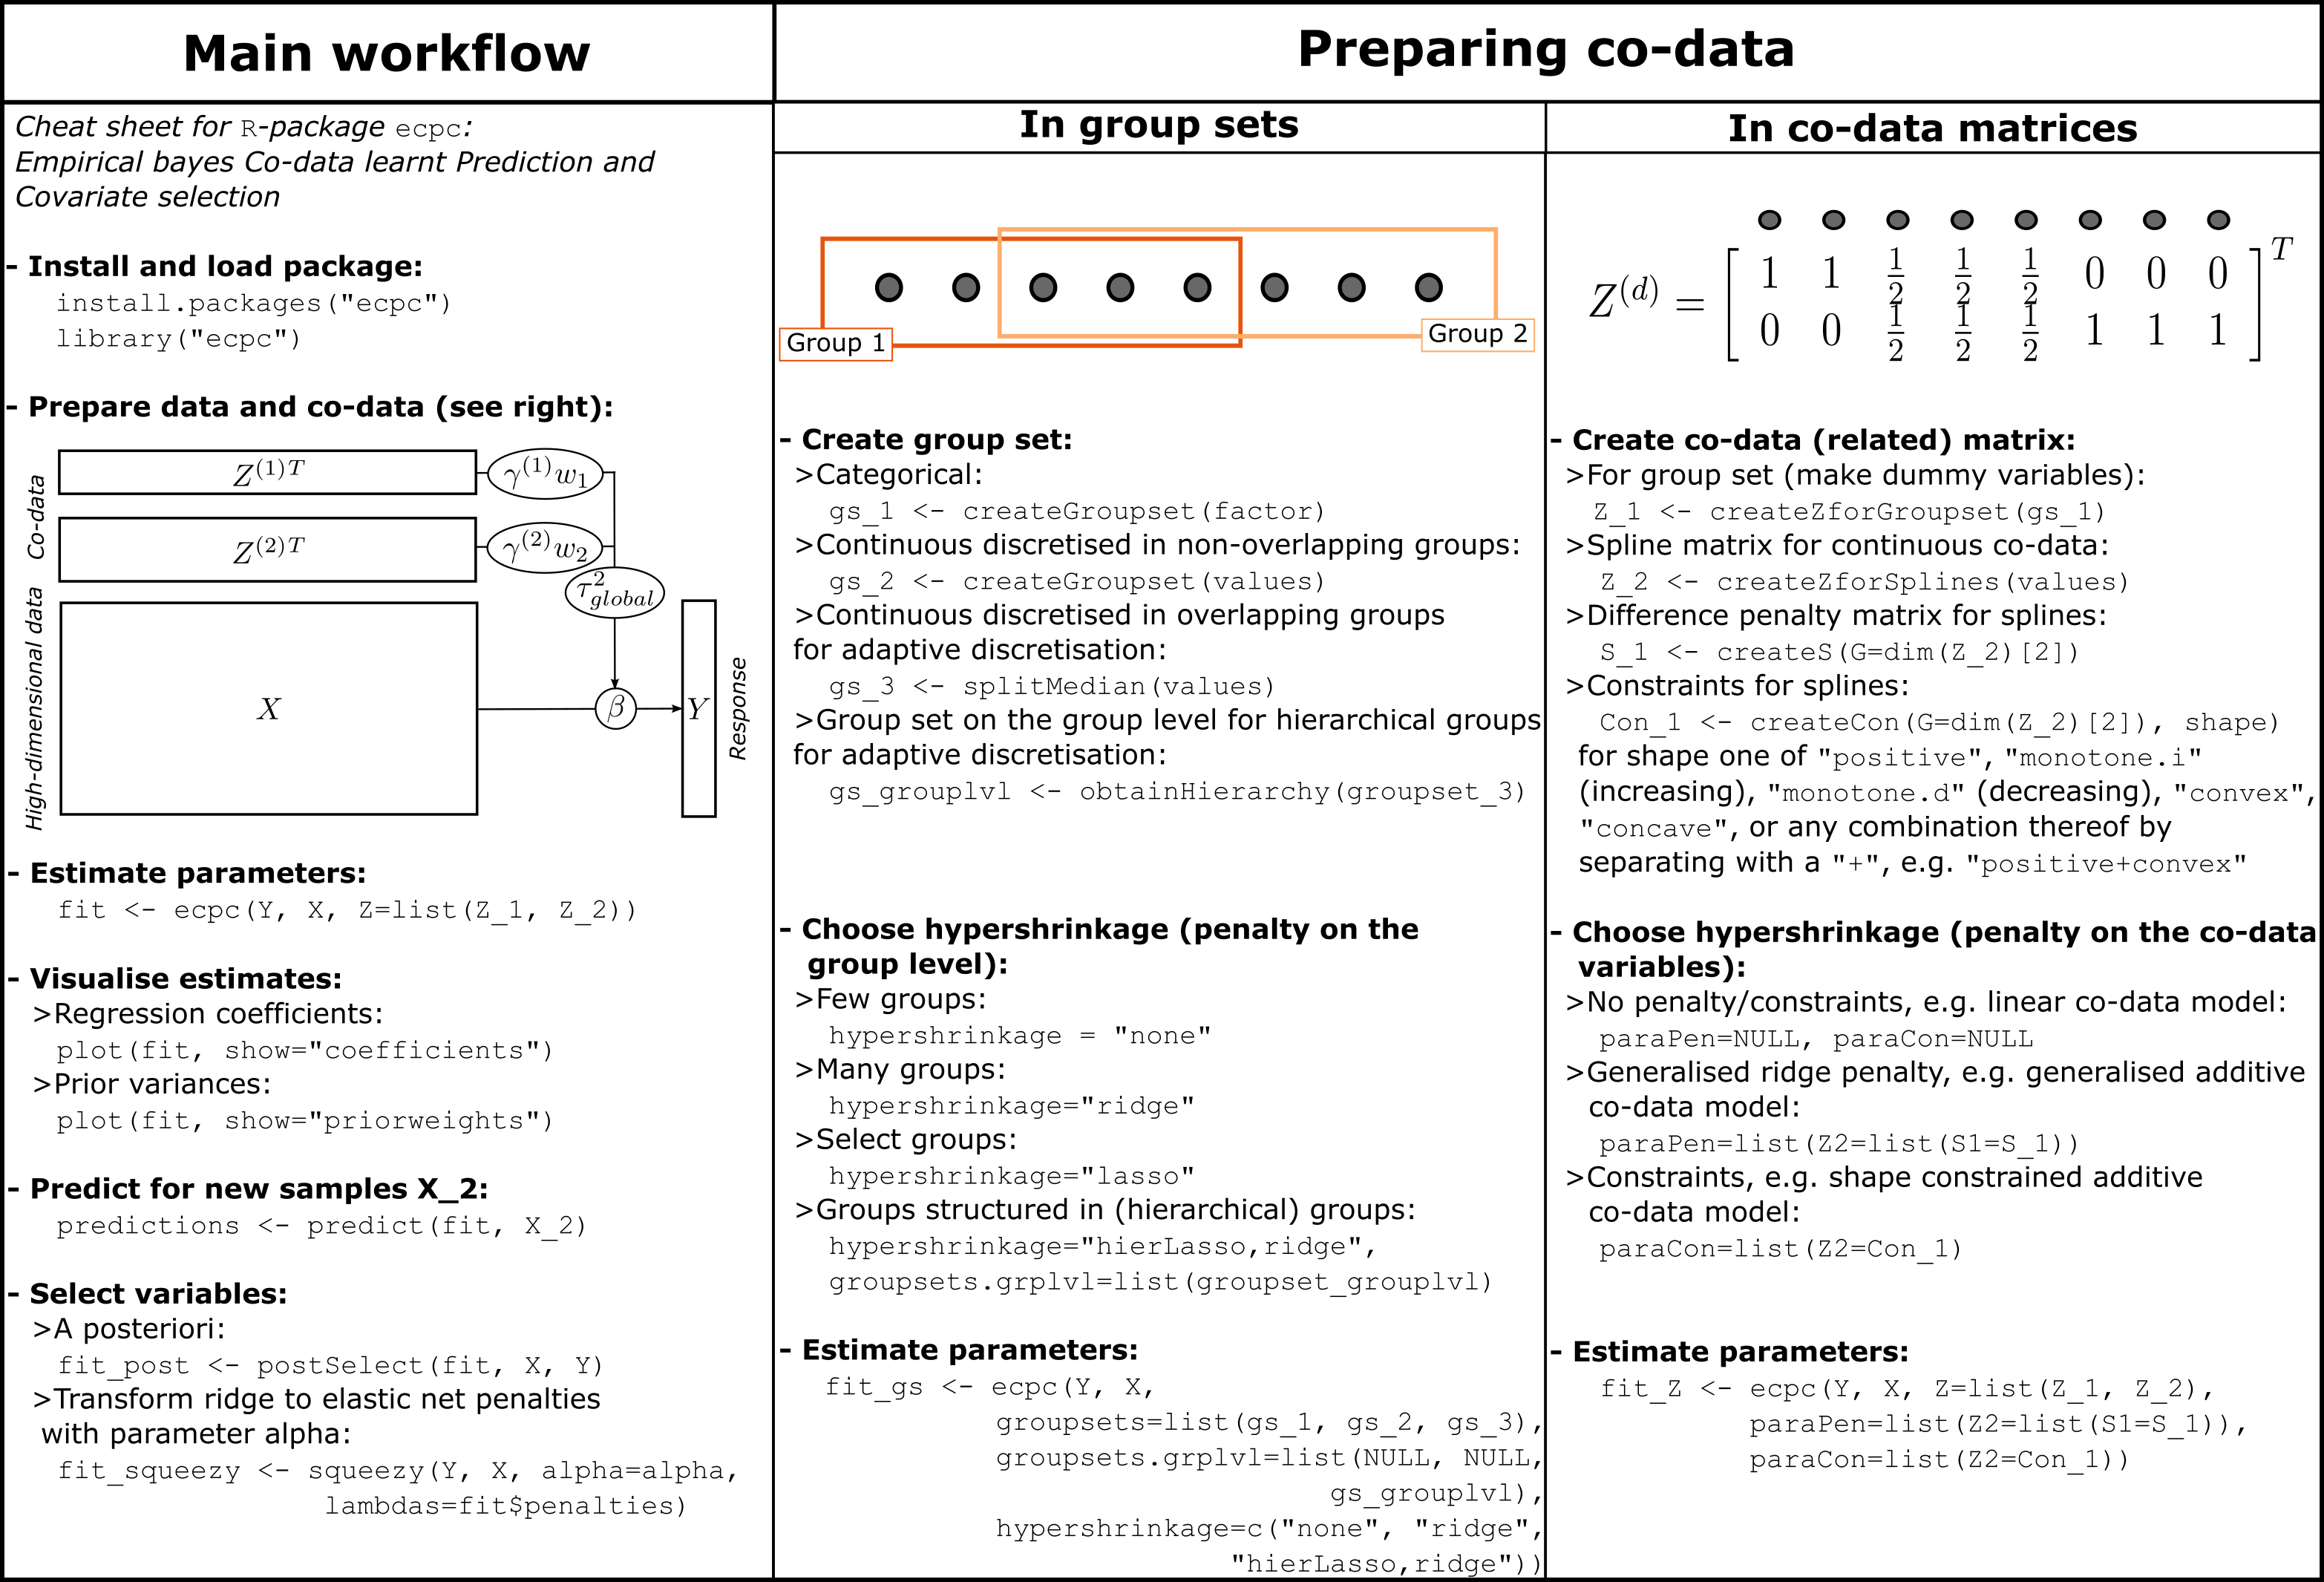 Main workflow
Cheat sheet for R-package ecpc:
Empirical bayes Co-data learnt Prediction and
Covariate selection
- Install and load package:
install.packages("ecpc")
library("ecpc")
- Prepare data and co-data (see right):
Co-data
Z^{(1)T}
γ^{(1)}w_1
Z^{(2)T}
γ^{(2)}w_2
τ^2_{global}
High-dimensional data
X
β
Y
Response
- Estimate parameters:
fit <- ecpc(Y, X, Z=list(Z_1, Z_2))
- Visualise estimates:
>Regression coefficients:
plot(fit, show="coefficients")
>Prior variances:
plot(fit, show="priorweights")
- Predict for new samples X_2:
predictions <- predict(fit, X_2)
- Select variables:
>A posteriori:
fit_post <- postSelect(fit, X, Y)
>Transform ridge to elastic net penalties
with parameter alpha:
fit_squeezy <- squeezy(Y, X, alpha=alpha,
lambdas=fit$penalties)
Preparing co-data
In group sets
Group 1
Group 2
- Create group set:
>Categorical:
gs_1 <- createGroupset(factor)
>Continuous discretised in non-overlapping groups:
gs_2 <- createGroupset(values)
>Continuous discretised in overlapping groups
for adaptive discretisation:
gs_3 <- splitMedian(values)
>Group set on the group level for hierarchical groups
for adaptive discretisation:
gs_grouplvl <- obtainHierarchy(groupset_3)
- Choose hypershrinkage (penalty on the
group level):
>Few groups:
hypershrinkage = "none"
>Many groups:
hypershrinkage="ridge"
>Select groups:
hypershrinkage="lasso"
>Groups structured in (hierarchical) groups:
hypershrinkage="hierLasso,ridge",
groupsets.grplvl=list(groupset_grouplvl)
- Estimate parameters:
fit_gs <- ecpc(Y, X,
groupsets=list(gs_1, gs_2, gs_3),
groupsets.grplvl=list(NULL, NULL,
gs_grouplvl),
hypershrinkage=c("none", "ridge",
"hierLasso,ridge"))
In co-data matrices
Z^{(d)} = [ 1 1 1/2 1/2 1/2 0 0 0
0 0 1/2 1/2 1/2 1 1 1 ]^T
- Create co-data (related) matrix:
>For group set (make dummy variables):
Z_1 <- createZforGroupset(gs_1)
>Spline matrix for continuous co-data:
Z_2 <- createZforSplines(values)
>Difference penalty matrix for splines:
S_1 <- createS(G=dim(Z_2)[2])
>Constraints for splines:
Con_1 <- createCon(G=dim(Z_2)[2]), shape)
for shape one of "positive", "monotone.i"
(increasing), "monotone.d" (decreasing), "convex",
"concave", or any combination thereof by
separating with a "+", e.g. "positive+convex"
- Choose hypershrinkage (penalty on the co-data
variables):
>No penalty/constraints, e.g. linear co-data model:
paraPen=NULL, paraCon=NULL
>Generalised ridge penalty, e.g. generalised additive
co-data model:
paraPen=list(Z2=list(S1=S_1))
>Constraints, e.g. shape constrained additive
co-data model:
paraCon=list(Z2=Con_1)
- Estimate parameters:
fit_Z <- ecpc(Y, X, Z=list(Z_1, Z_2),
paraPen=list(Z2=list(S1=S_1)),
paraCon=list(Z2=Con_1))